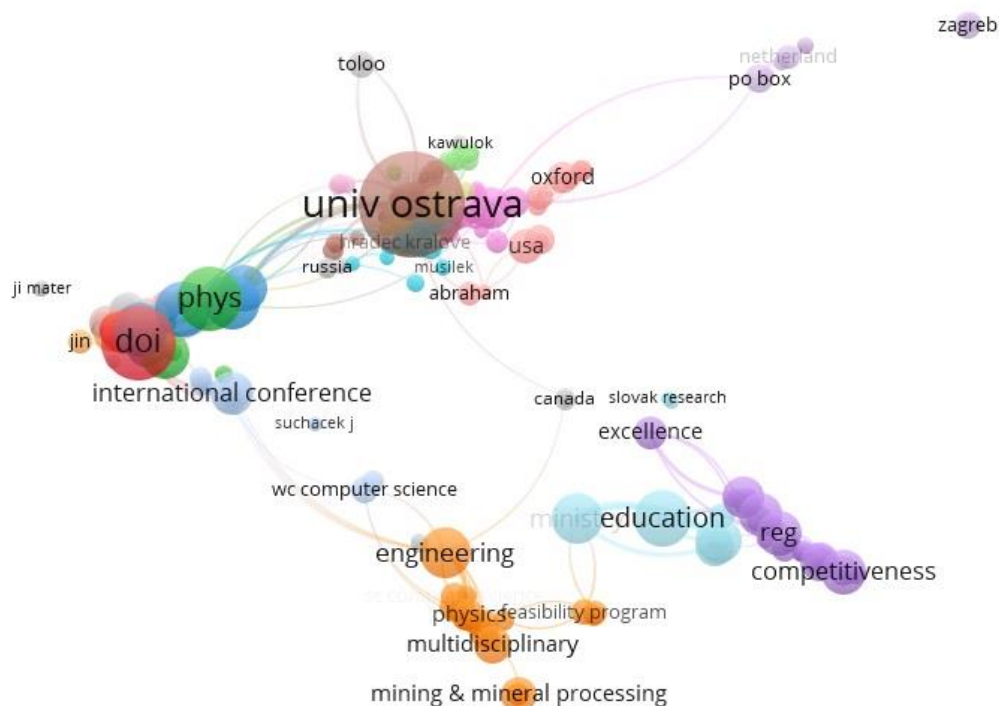 zagreb
netherland
po box
toloo
kawulok
oxford
univ ostrava
hradec kralove
usa
russia
musilek
abraham
ji mater
phys
jin
doi
international conference
canada
slovak research
suchacek j
excellence
wc computer science
education
reg
engineering
competitiveness
physics
feasibility program
multidisciplinary
mining & mineral processing